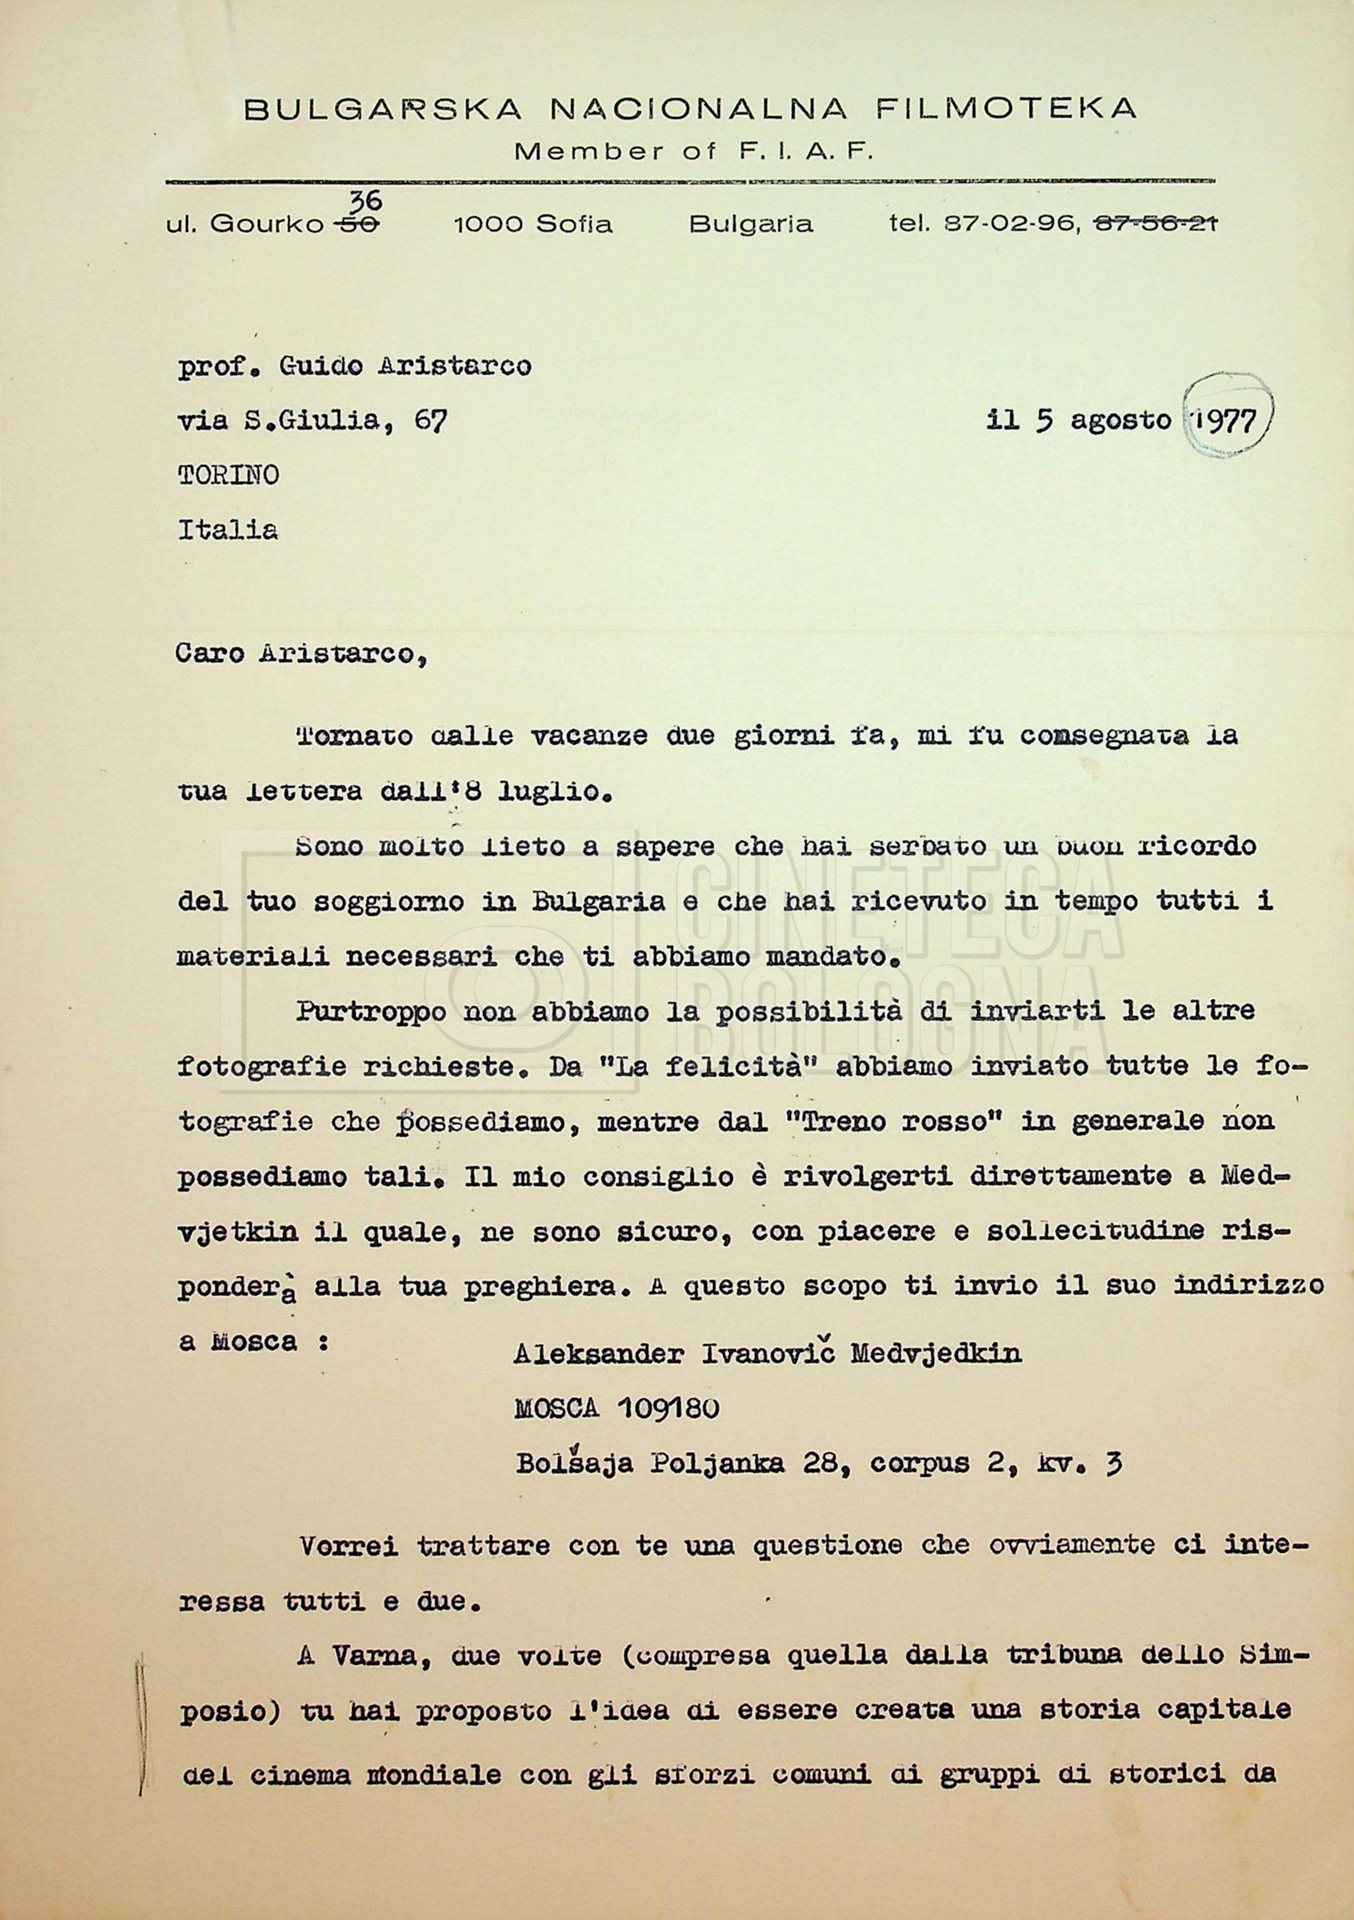 BULGARSKA NACIONALNA FILMOTEKA
Member of F. I. A. F.
36
ul. Gourko 50 1000 Sofia Bulgaria tel. 87-02-96, 87-56-21
prof. Guido Aristarco
via S.Giulia, 67
il 5 agosto 1977
TORINO
Italia
Caro Aristarco,
Tornato dalle vacanze due giorni fa, mi fu consegnata la
tua lettera dall'8 luglio.
Sono molto lieto a sapere che hai serbato un buon ricordo
del tuo soggiorno in Bulgaria e che hai ricevuto in tempo tutti i
materiali necessari che ti abbiamo mandato.
CINETECA
BOLOGNA
Purtroppo non abbiamo la possibilità di inviarti le altre
fotografie richieste. Da "La felicità" abbiamo inviato tutte le fo-
tografie che possediamo, mentre dal "Treno rosso" in generale non
possediamo tali. Il mio consiglio è rivolgerti direttamente a Med-
vjetkin il quale, ne sono sicuro, con piacere e sollecitudine ris-
ponderà alla tua preghiera. A questo scopo ti invio il suo indirizzo
a Mosca :
Aleksander Ivanovič Medvjedkin
MOSCA 109180
Bolšaja Poljanka 28, corpus 2, kv. 3
Vorrei trattare con te una questione che ovviamente ci inte-
ressa tutti e due.
A Varna, due volte (compresa quella dalla tribuna dello Sim-
posio) tu hai proposto l'idea di essere creata una storia capitale
del cinema mondiale con gli sforzi comuni di gruppi di storici da